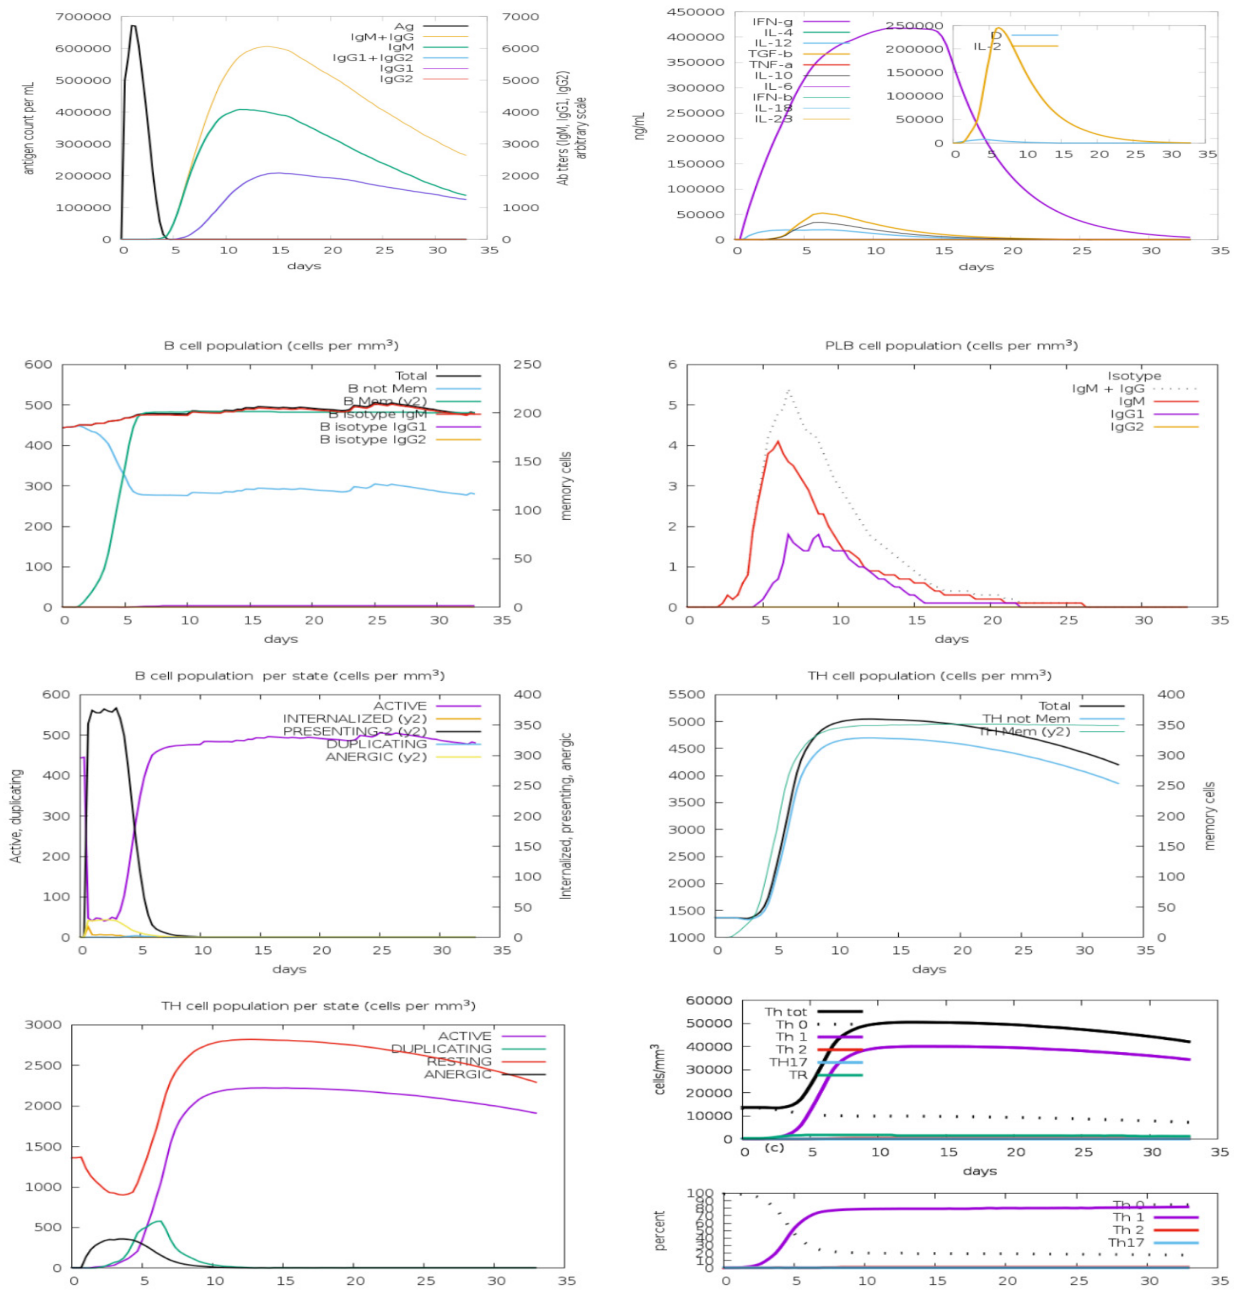 700000
600000
500000
400000
300000
200000
100000
0
7000
6000
5000
4000
3000
2000
1000
0
Ag
IgM+IgG
IgM
IgG1+IgG2
IgG1
IgG2
antigen count per mL
Ab titers (IgM, IgG1, IgG2)
arbitrary scale
0 5 10 15 20 25 30 35
days
450000
400000
350000
300000
250000
200000
150000
100000
50000
0
IFN-g
IL-4
IL-12
TGF-b
TNF-a
IL-10
IL-6
IFN-b
IL-18
IL-23
ng/mL
0 5 10 15 20 25 30 35
days
250000
200000
150000
100000
50000
0
D
IL-2
0 5 10 15 20 25 30 35
B cell population (cells per mm³)
600
500
400
300
200
100
0
250
200
150
100
50
0
Total
B not Mem
B Mem (y2)
B isotype IgM
B isotype IgG1
B isotype IgG2
memory cells
0 5 10 15 20 25 30 35
days
PLB cell population (cells per mm³)
6
5
4
3
2
1
0
Isotype
IgM + IgG
IgM
IgG1
IgG2
0 5 10 15 20 25 30 35
days
B cell population per state (cells per mm³)
600
500
400
300
200
100
0
400
350
300
250
200
150
100
50
0
ACTIVE
INTERNALIZED (y2)
PRESENTING 2 (y2)
DUPLICATING
ANERGIC (y2)
Active, duplicating
Internalized, presenting, anergic
0 5 10 15 20 25 30 35
days
TH cell population (cells per mm³)
5500
5000
4500
4000
3500
3000
2500
2000
1500
1000
400
350
300
250
200
150
100
50
0
Total
TH not Mem
TH Mem (y2)
memory cells
0 5 10 15 20 25 30 35
days
TH cell population per state (cells per mm³)
3000
2500
2000
1500
1000
500
0
ACTIVE
DUPLICATING
RESTING
ANERGIC
0 5 10 15 20 25 30 35
days
60000
50000
40000
30000
20000
10000
0
Th tot
Th 0
Th 1
Th 2
TH17
TR
cells/mm³
0 5 10 15 20 25 30 35
(c)
days
100
90
80
70
60
50
40
30
20
10
0
Th 0
Th 1
Th 2
Th17
percent
0 5 10 15 20 25 30 35
days